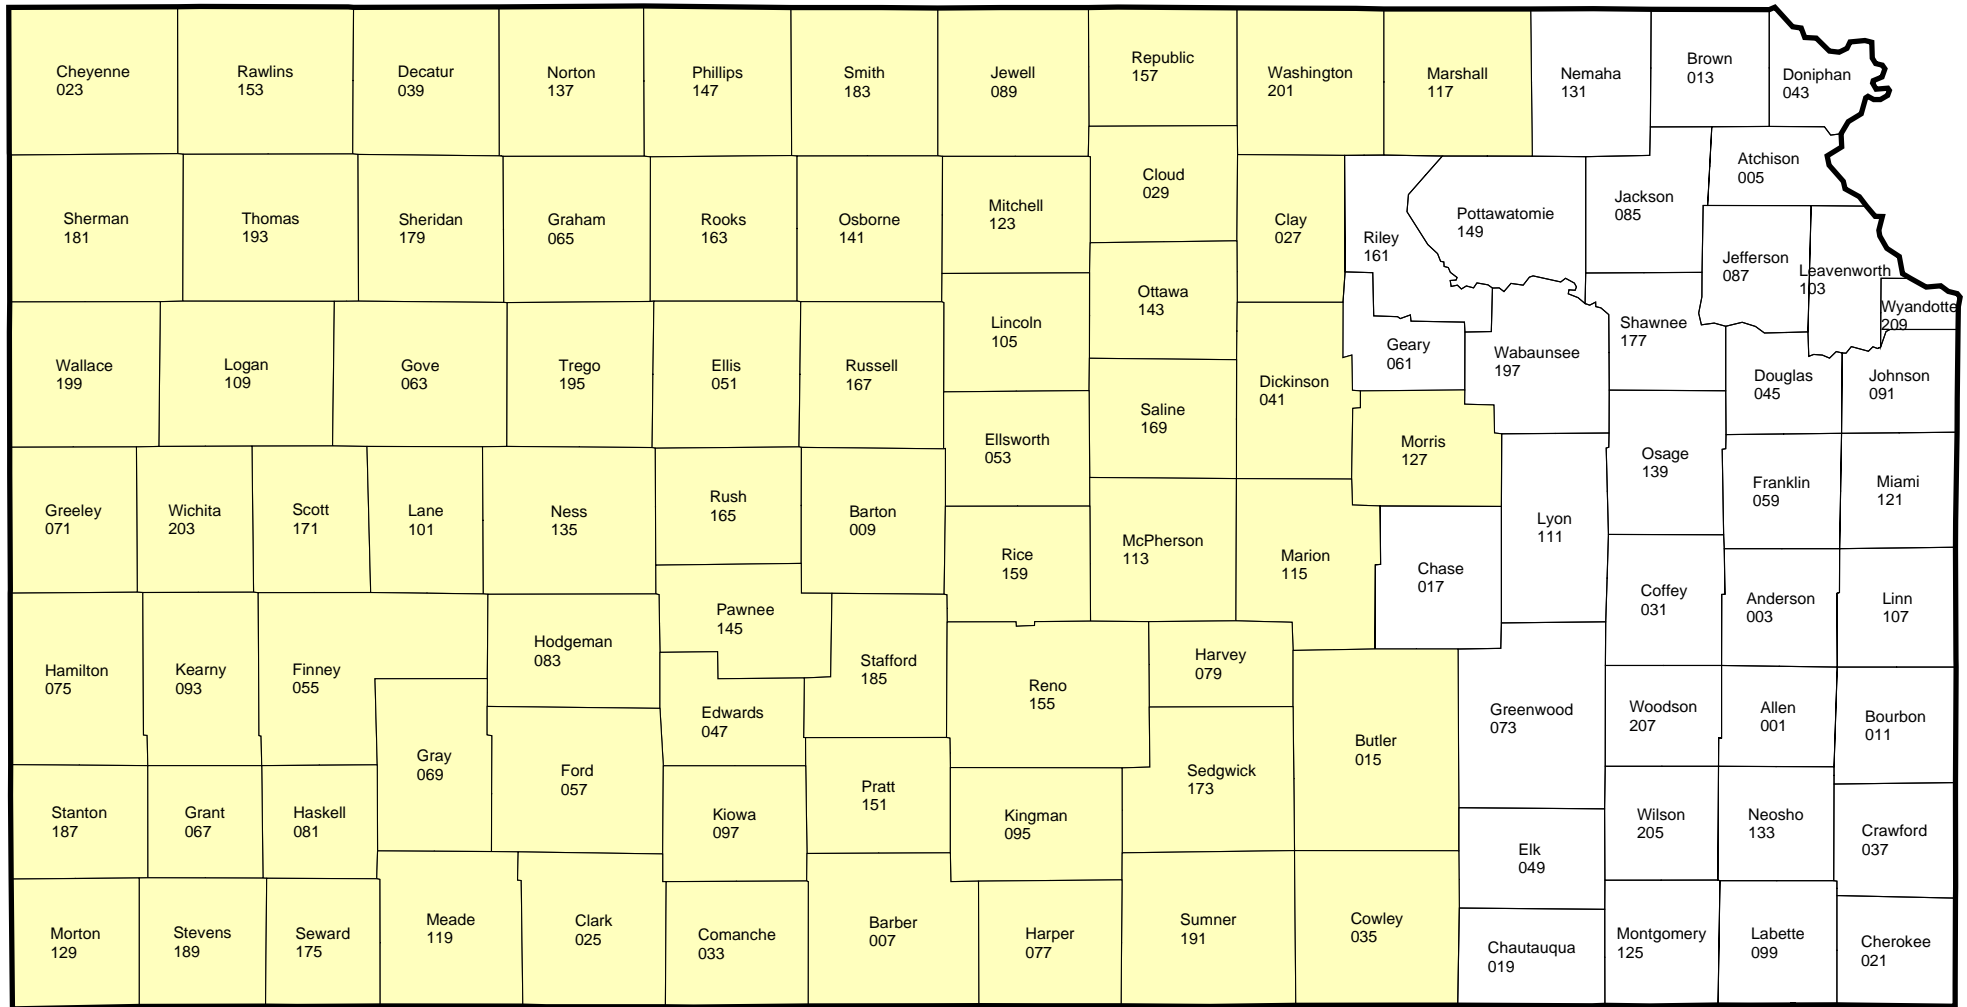 Cheyenne
023
Rawlins
153
Decatur
039
Norton
137
Phillips
147
Smith
183
Jewell
089
Republic
157
Washington
201
Marshall
117
Nemaha
131
Brown
013
Doniphan
043
Sherman
181
Thomas
193
Sheridan
179
Graham
065
Rooks
163
Osborne
141
Mitchell
123
Cloud
029
Clay
027
Riley
161
Pottawatomie
149
Jackson
085
Atchison
005
Jefferson
087
Leavenworth
103
Wyandotte
209
Wallace
199
Logan
109
Gove
063
Trego
195
Ellis
051
Russell
167
Lincoln
105
Ottawa
143
Dickinson
041
Geary
061
Wabaunsee
197
Shawnee
177
Douglas
045
Johnson
091
Ellsworth
053
Saline
169
Morris
127
Osage
139
Franklin
059
Miami
121
Greeley
071
Wichita
203
Scott
171
Lane
101
Ness
135
Rush
165
Barton
009
Rice
159
McPherson
113
Marion
115
Chase
017
Lyon
111
Coffey
031
Anderson
003
Linn
107
Hamilton
075
Kearny
093
Finney
055
Hodgeman
083
Pawnee
145
Stafford
185
Reno
155
Harvey
079
Edwards
047
Gray
069
Ford
057
Butler
015
Greenwood
073
Woodson
207
Allen
001
Bourbon
011
Stanton
187
Grant
067
Haskell
081
Kiowa
097
Pratt
151
Kingman
095
Sedgwick
173
Elk
049
Wilson
205
Neosho
133
Crawford
037
Morton
129
Stevens
189
Seward
175
Meade
119
Clark
025
Comanche
033
Barber
007
Harper
077
Sumner
191
Cowley
035
Chautauqua
019
Montgomery
125
Labette
099
Cherokee
021